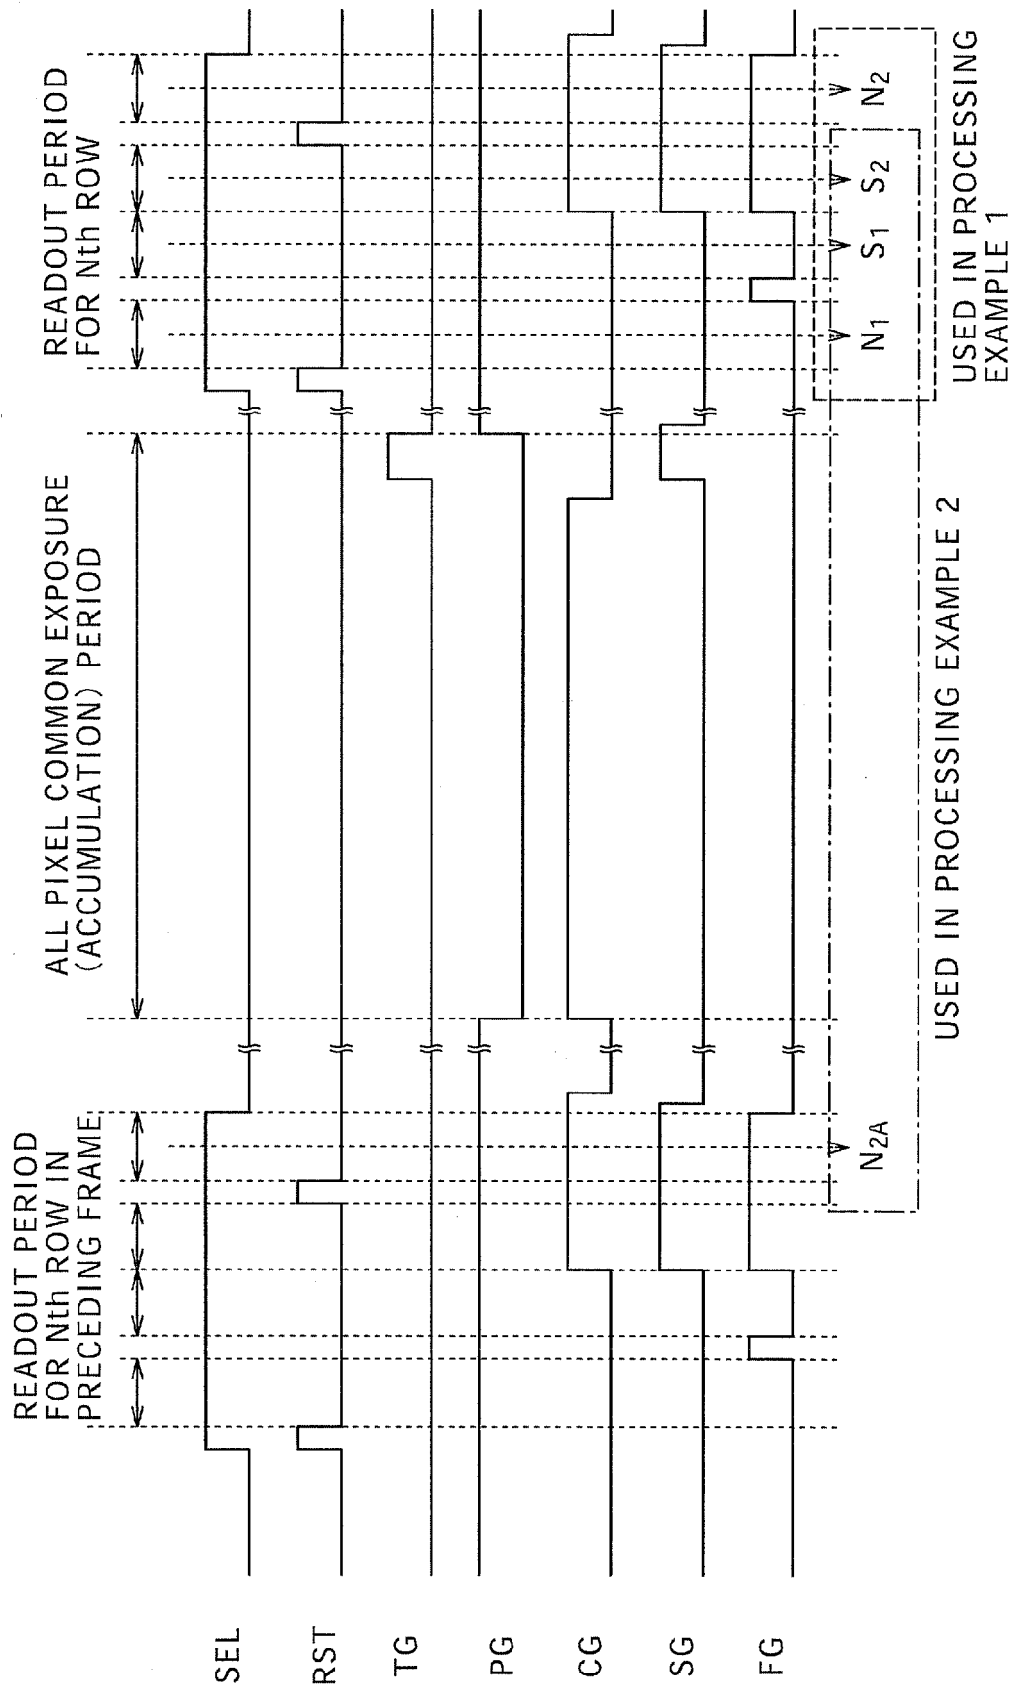 READOUT PERIOD
FOR Nth ROW IN
PRECEDING FRAME
ALL PIXEL COMMON EXPOSURE
(ACCUMULATION) PERIOD
READOUT PERIOD
FOR Nth ROW
SEL
RST
TG
PG
CG
SG
FG
N2A
N1
S1
S2
N2
USED IN PROCESSING EXAMPLE 2
USED IN PROCESSING
EXAMPLE 1